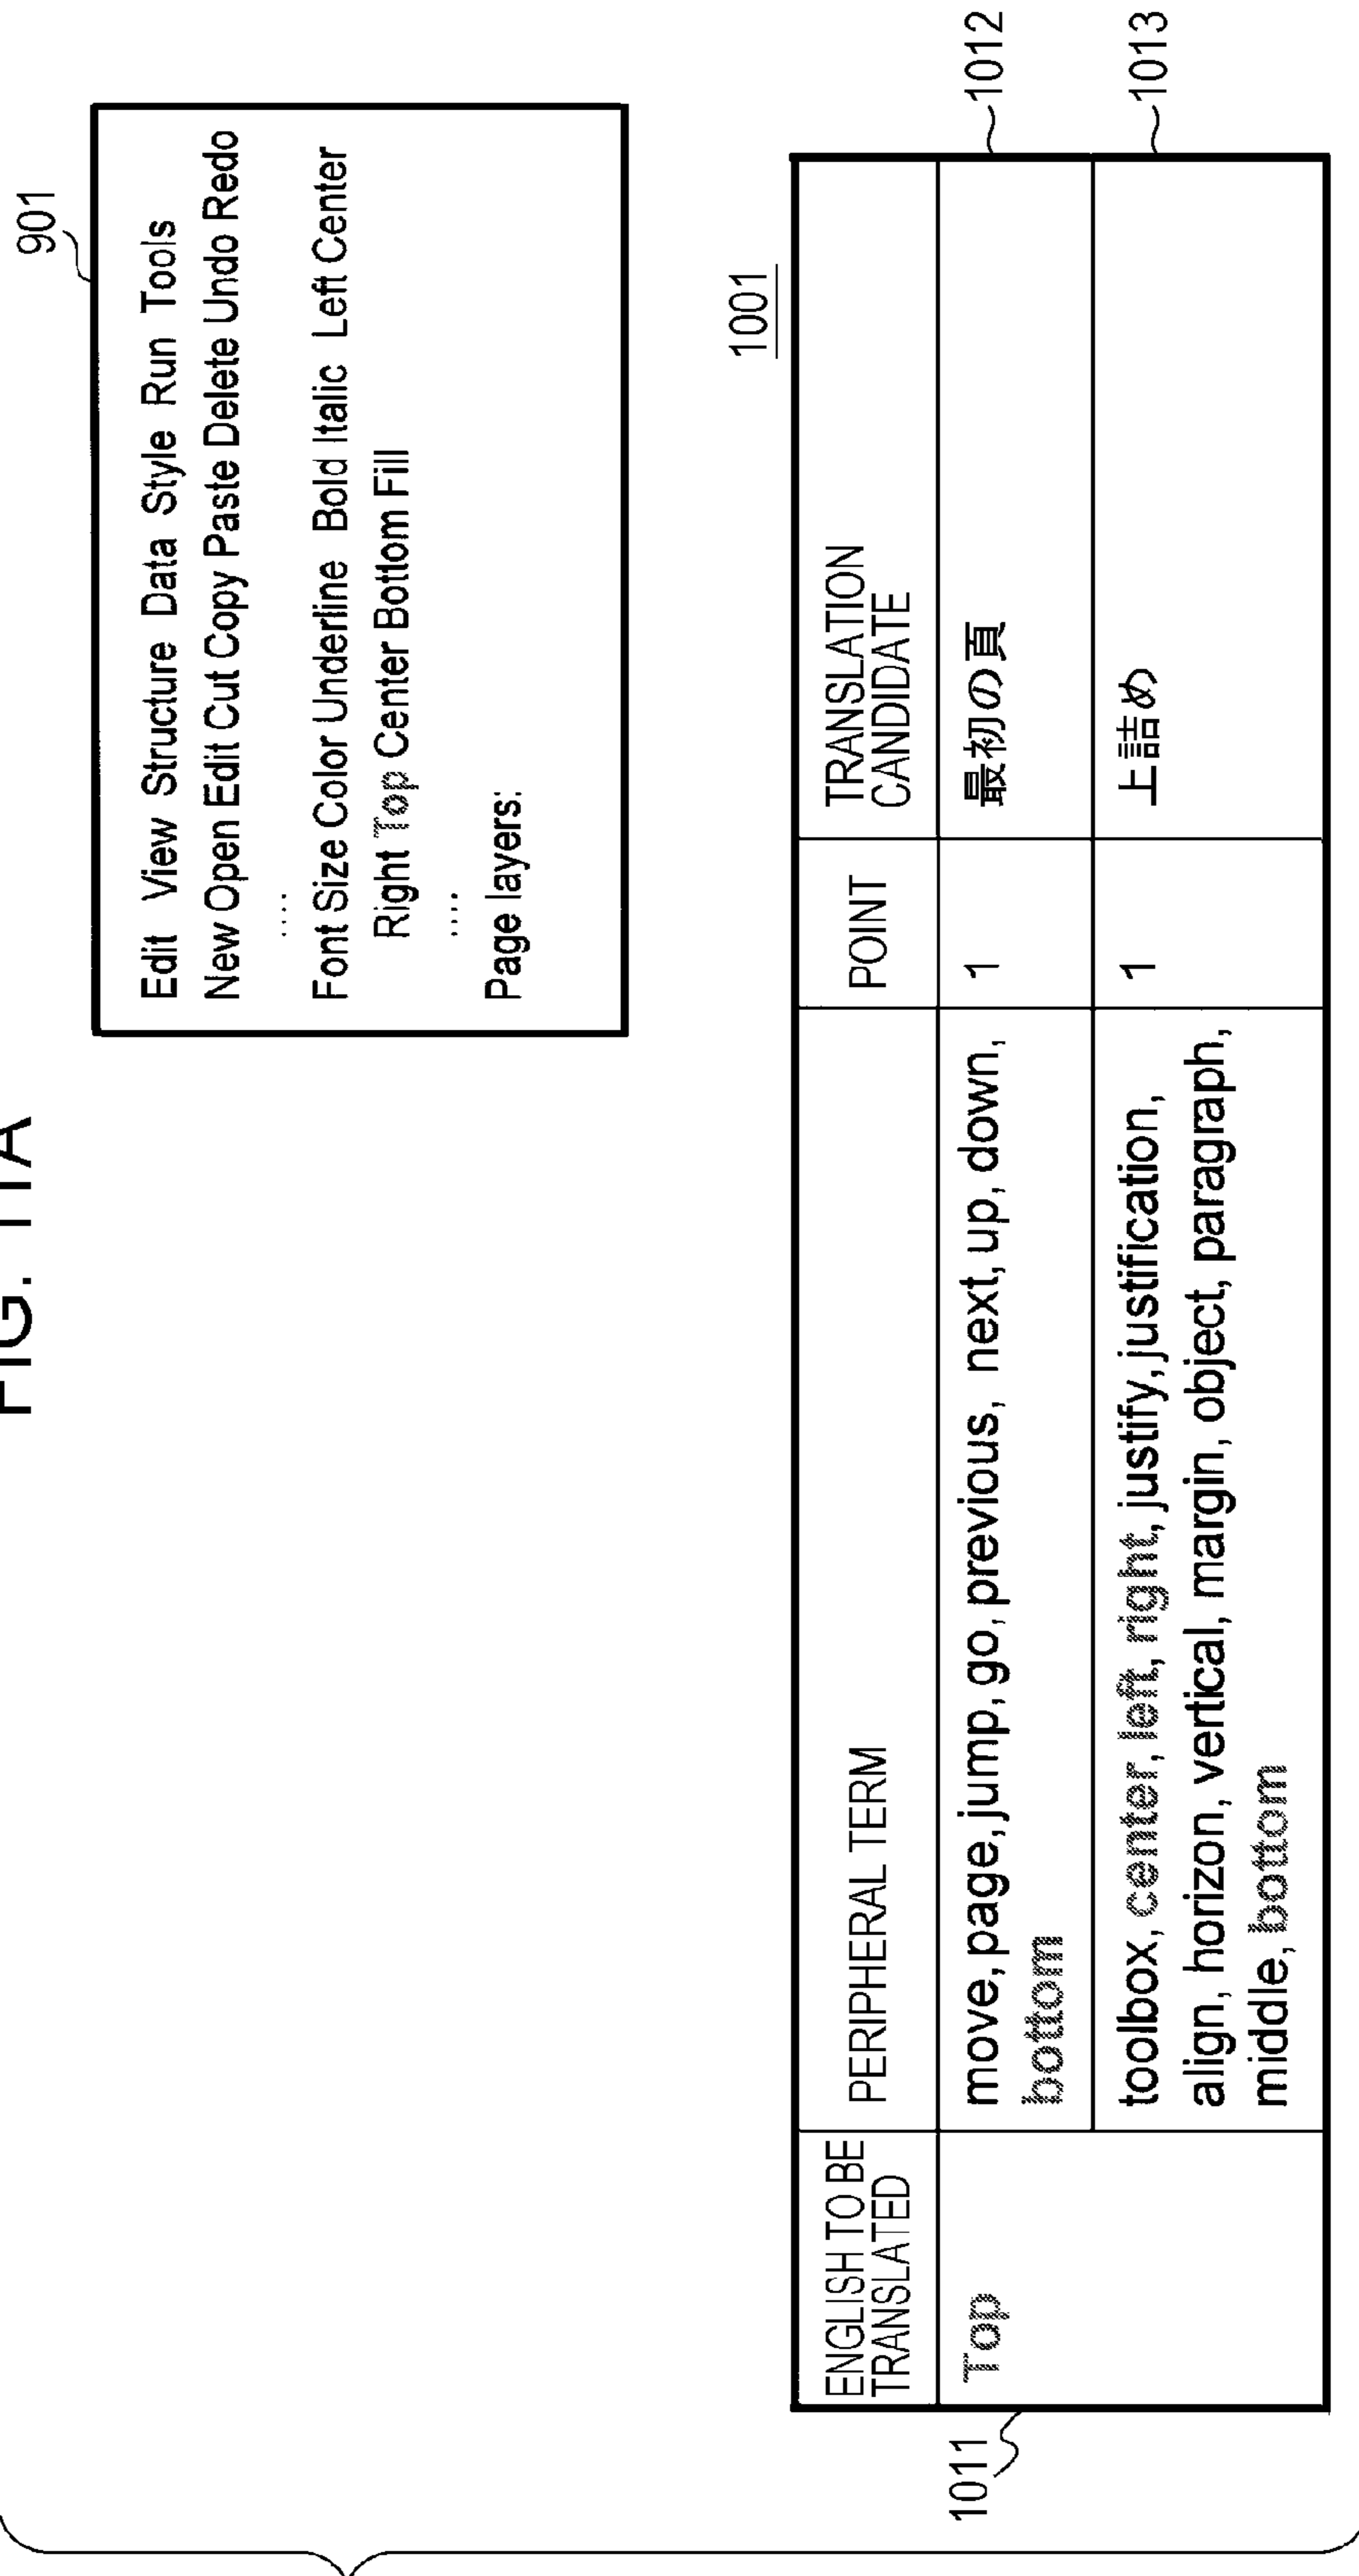 FIG. 11A
901
Edit View Structure Data Style Run Tools
New Open Edit Cut Copy Paste Delete Undo Redo
....
Font Size Color Underline Bold Italic Left Center
Right Top Center Bottom Fill
....
Page layers:
1001
ENGLISH TO BE
TRANSLATED
PERIPHERAL TERM
POINT
TRANSLATION
CANDIDATE
1011
Top
move, page, jump, go, previous, next, up, down,
bottom
1
最初の頁
1012
toolbox, center, left, right, justify, justification,
align, horizon, vertical, margin, object, paragraph,
middle, bottom
1
上詰め
1013